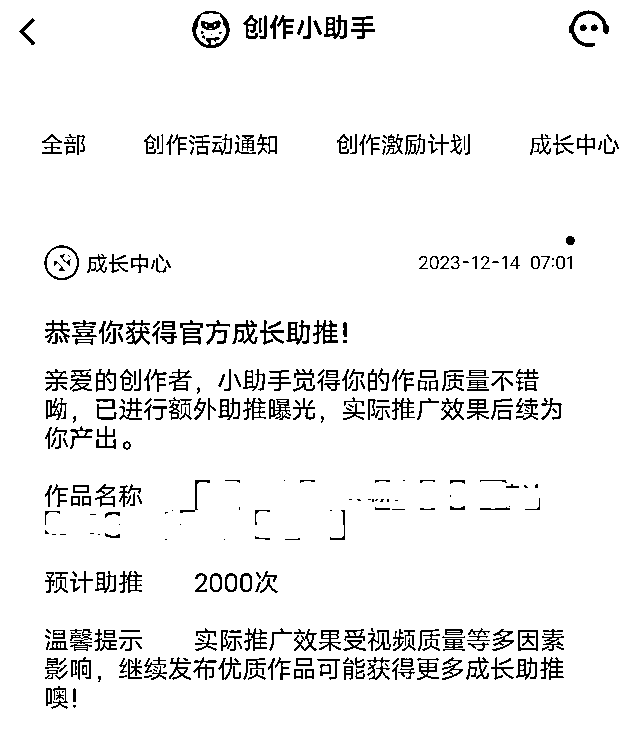 创作小助手
全部 创作活动通知 创作激励计划 成长中心
成长中心 2023-12-14 07:01
恭喜你获得官方成长助推!
亲爱的创作者，小助手觉得你的作品质量不错
呦，已进行额外助推曝光，实际推广效果后续为
你产出。
作品名称
预计助推 2000次
温馨提示 实际推广效果受视频质量等多因素
影响，继续发布优质作品可能获得更多成长助推
噢!